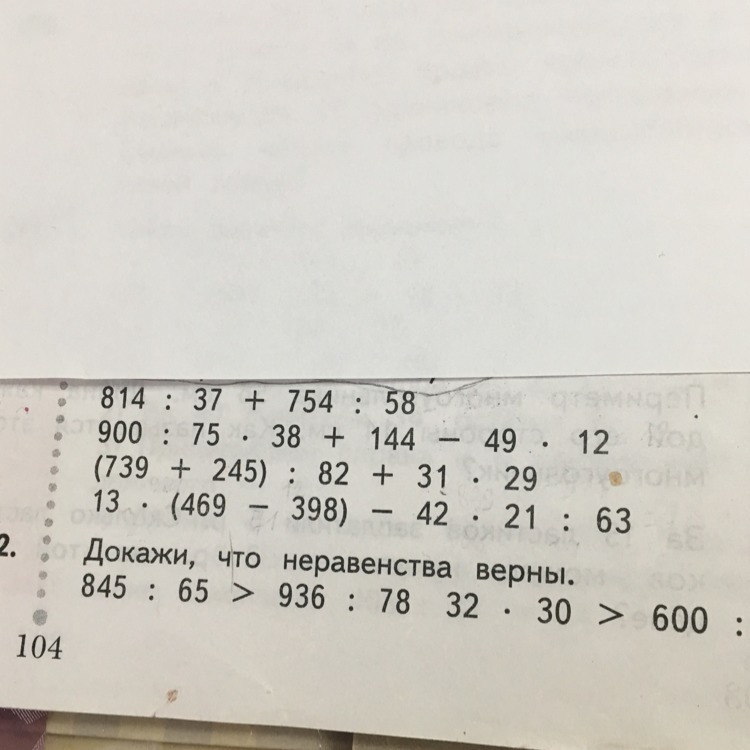 814 : 37 + 754 : 58
900 : 75 · 38 + 144 − 49 · 12
(739 + 245) : 82 + 31 · 29
13 · (469 − 398) − 42 · 21 : 63
2. Докажи, что неравенства верны.
845 : 65 > 936 : 78 32 · 30 > 600 :
104